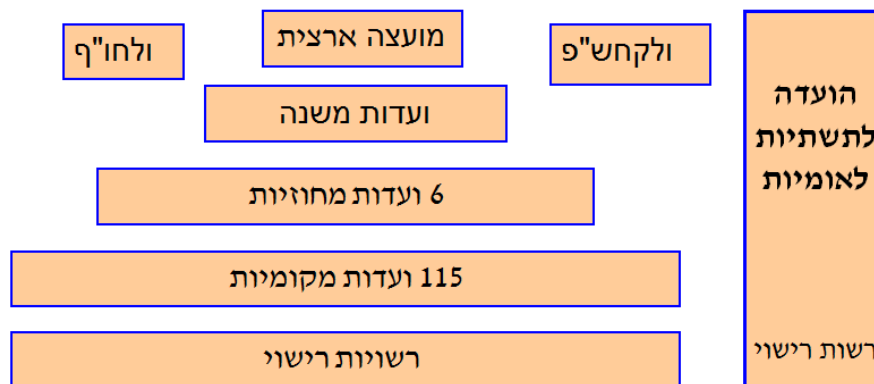 מועצה ארצית
ולקחש"פ
ולחו"ף
ועדות משנה
6 ועדות מחוזיות
115 ועדות מקומיות
רשויות רישוי
הועדה
לתשתיות
לאומיות
רשות רישוי